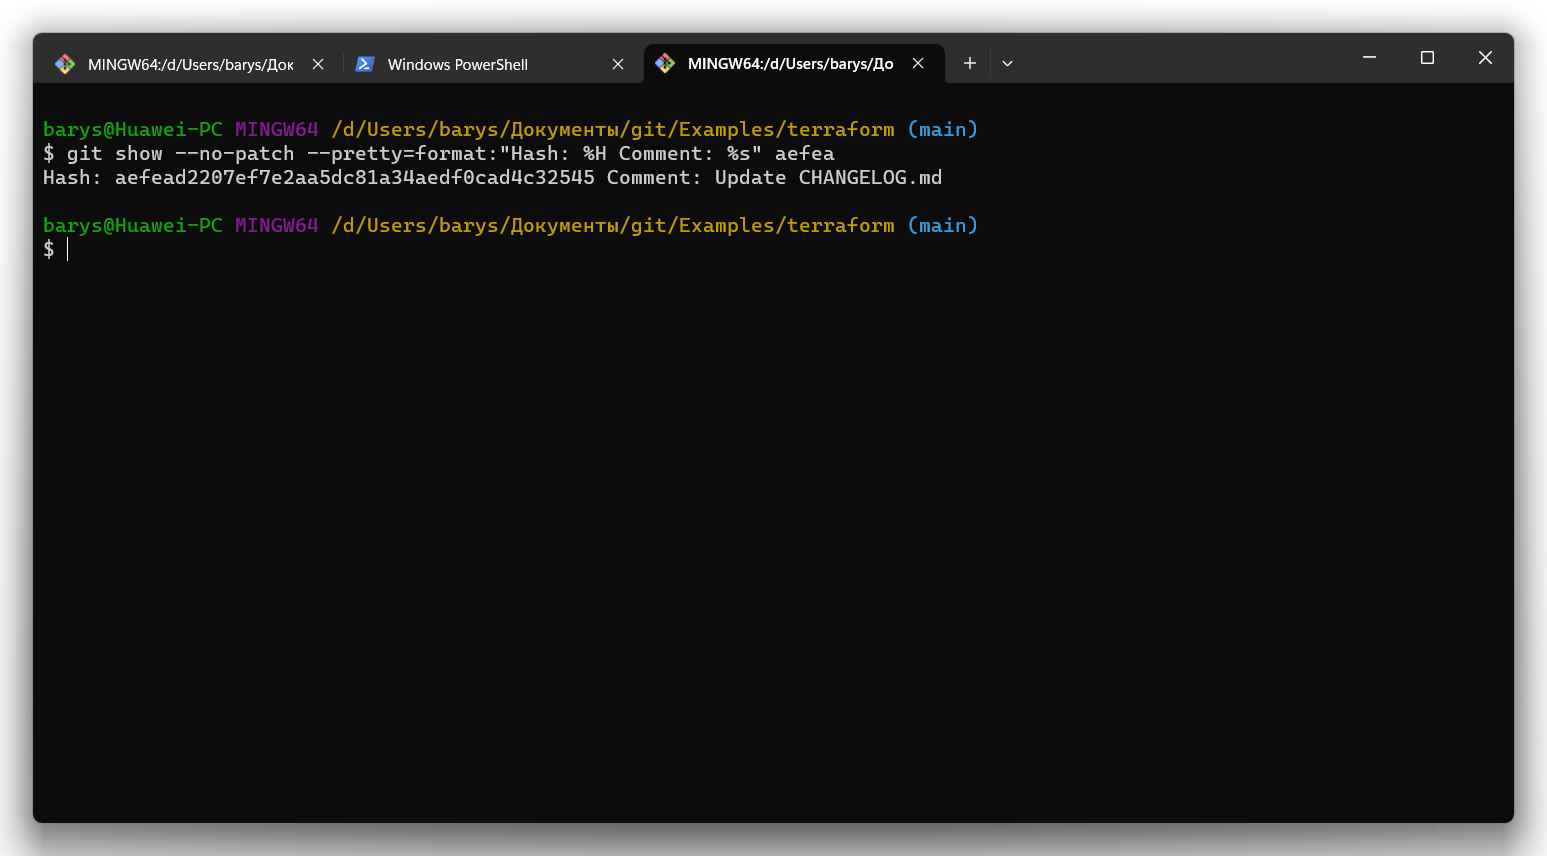 MINGW64:/d/Users/barys/Док
Windows PowerShell
MINGW64:/d/Users/barys/До
barys@Huawei-PC MINGW64 /d/Users/barys/Документы/git/Examples/terraform (main)
$ git show --no-patch --pretty=format:"Hash: %H Comment: %s" aefea
Hash: aefead2207ef7e2aa5dc81a34aedf0cad4c32545 Comment: Update CHANGELOG.md
barys@Huawei-PC MINGW64 /d/Users/barys/Документы/git/Examples/terraform (main)
$